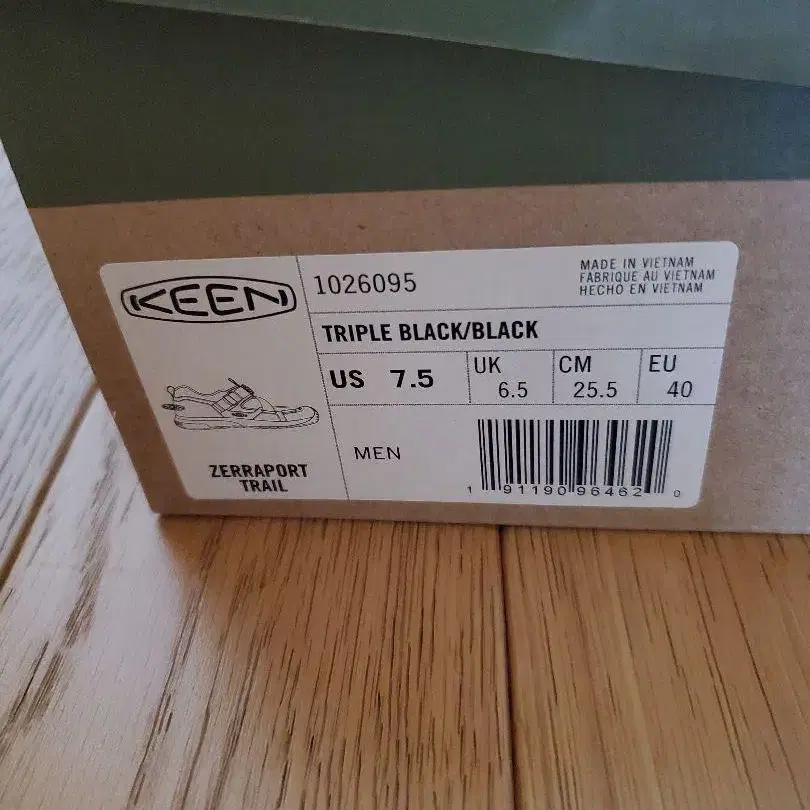 KEEN
1026095
MADE IN VIETNAM
FABRIQUE AU VIETNAM
HECHO EN VIETNAM
TRIPLE BLACK/BLACK
US 7.5
UK 6.5
CM 25.5
EU 40
ZERRAPORT
TRAIL
MEN
1 91190 96462 0